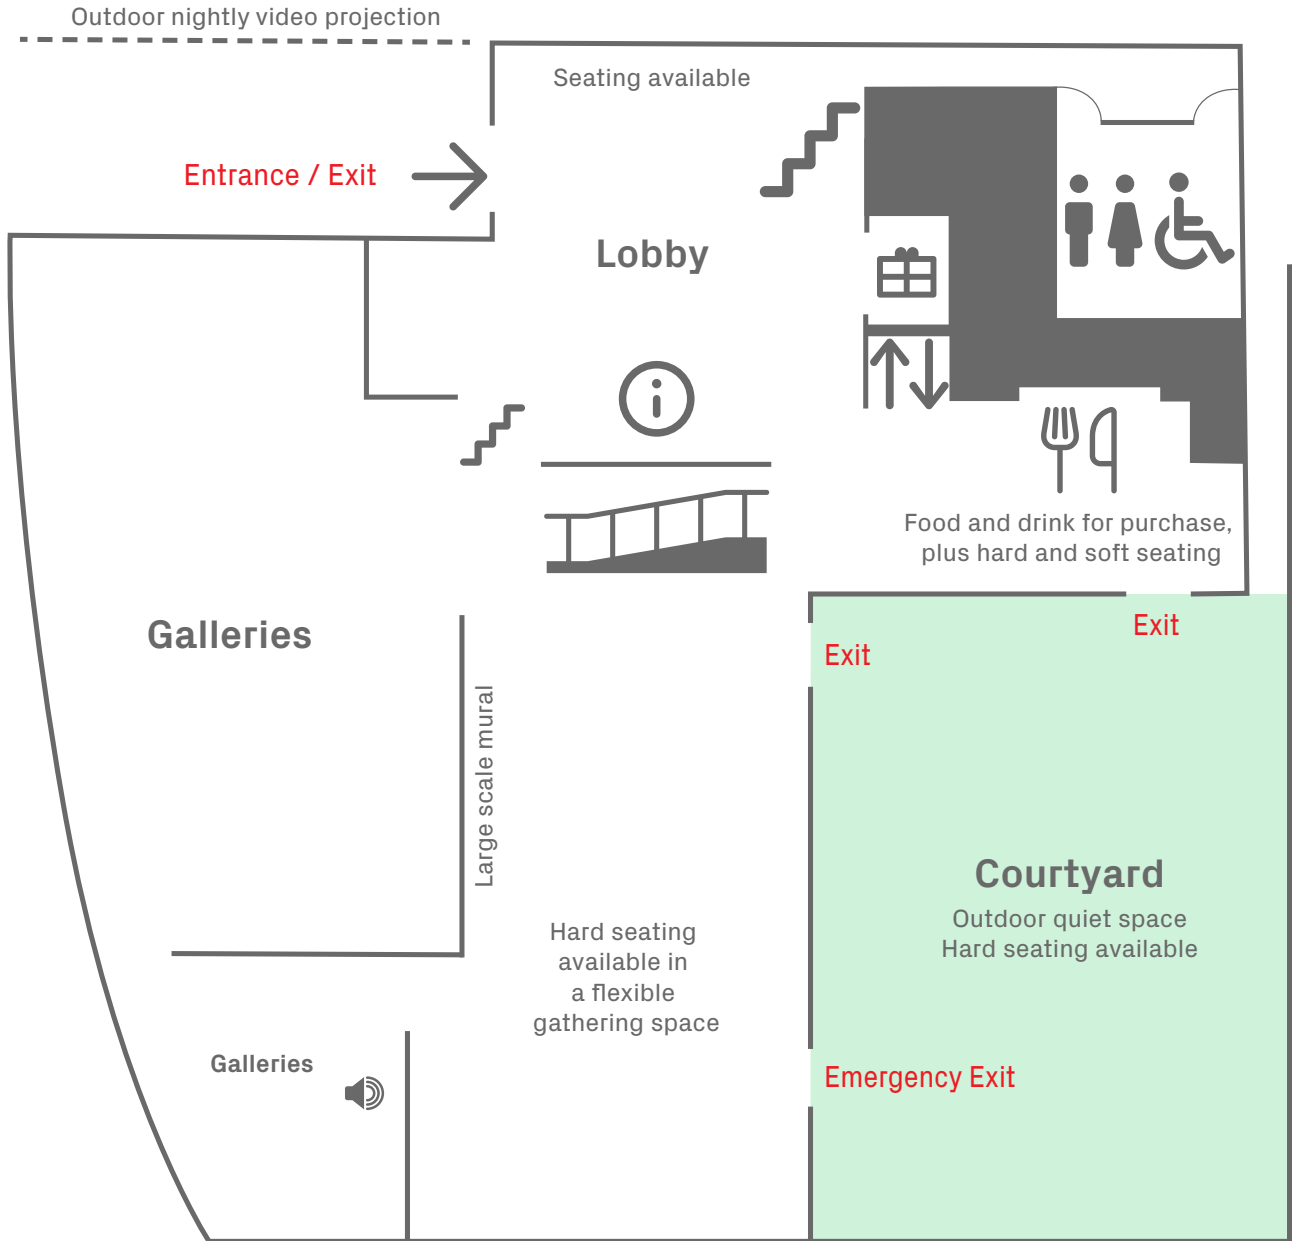 Outdoor nightly video projection
Seating available
Entrance / Exit
Lobby
Food and drink for purchase,
plus hard and soft seating
Exit
Exit
Galleries
Large scale mural
Courtyard
Outdoor quiet space
Hard seating available
Hard seating
available in
a flexible
gathering space
Galleries
Emergency Exit